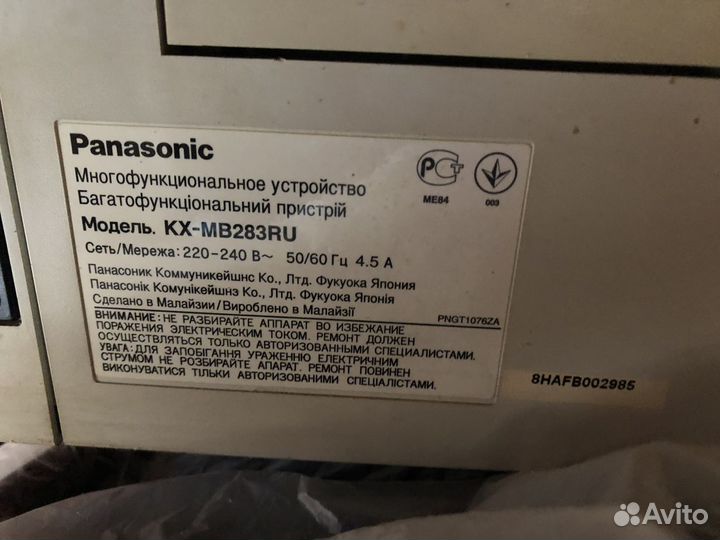 Panasonic
Многофункциональное устройство
Багатофункціональний пристрій
Модель. KX-MB283RU
Сеть/Мережа: 220-240 В~ 50/60 Гц 4.5 А
Панасоник Коммуникейшнс Ко., Лтд. Фукуока Япония
Панасонік Комунікейшнз Ко., Лтд. Фукуока Японія
Сделано в Малайзии/Вироблено в Малайзії
PNGT1076ZA
ВНИМАНИЕ: НЕ РАЗБИРАЙТЕ АППАРАТ ВО ИЗБЕЖАНИЕ
ПОРАЖЕНИЯ ЭЛЕКТРИЧЕСКИМ ТОКОМ. РЕМОНТ ДОЛЖЕН
ОСУЩЕСТВЛЯТЬСЯ ТОЛЬКО АВТОРИЗОВАННЫМИ СПЕЦИАЛИСТАМИ.
УВАГА: ДЛЯ ЗАПОБІГАННЯ УРАЖЕННЮ ЕЛЕКТРИЧНИМ
СТРУМОМ НЕ РОЗБИРАЙТЕ АПАРАТ. РЕМОНТ ПОВИНЕН
ВИКОНУВАТИСЯ ТІЛЬКИ АВТОРИЗОВАНИМИ СПЕЦІАЛІСТАМИ.
РСТ
ME84
003
8HAFB002985
Avito